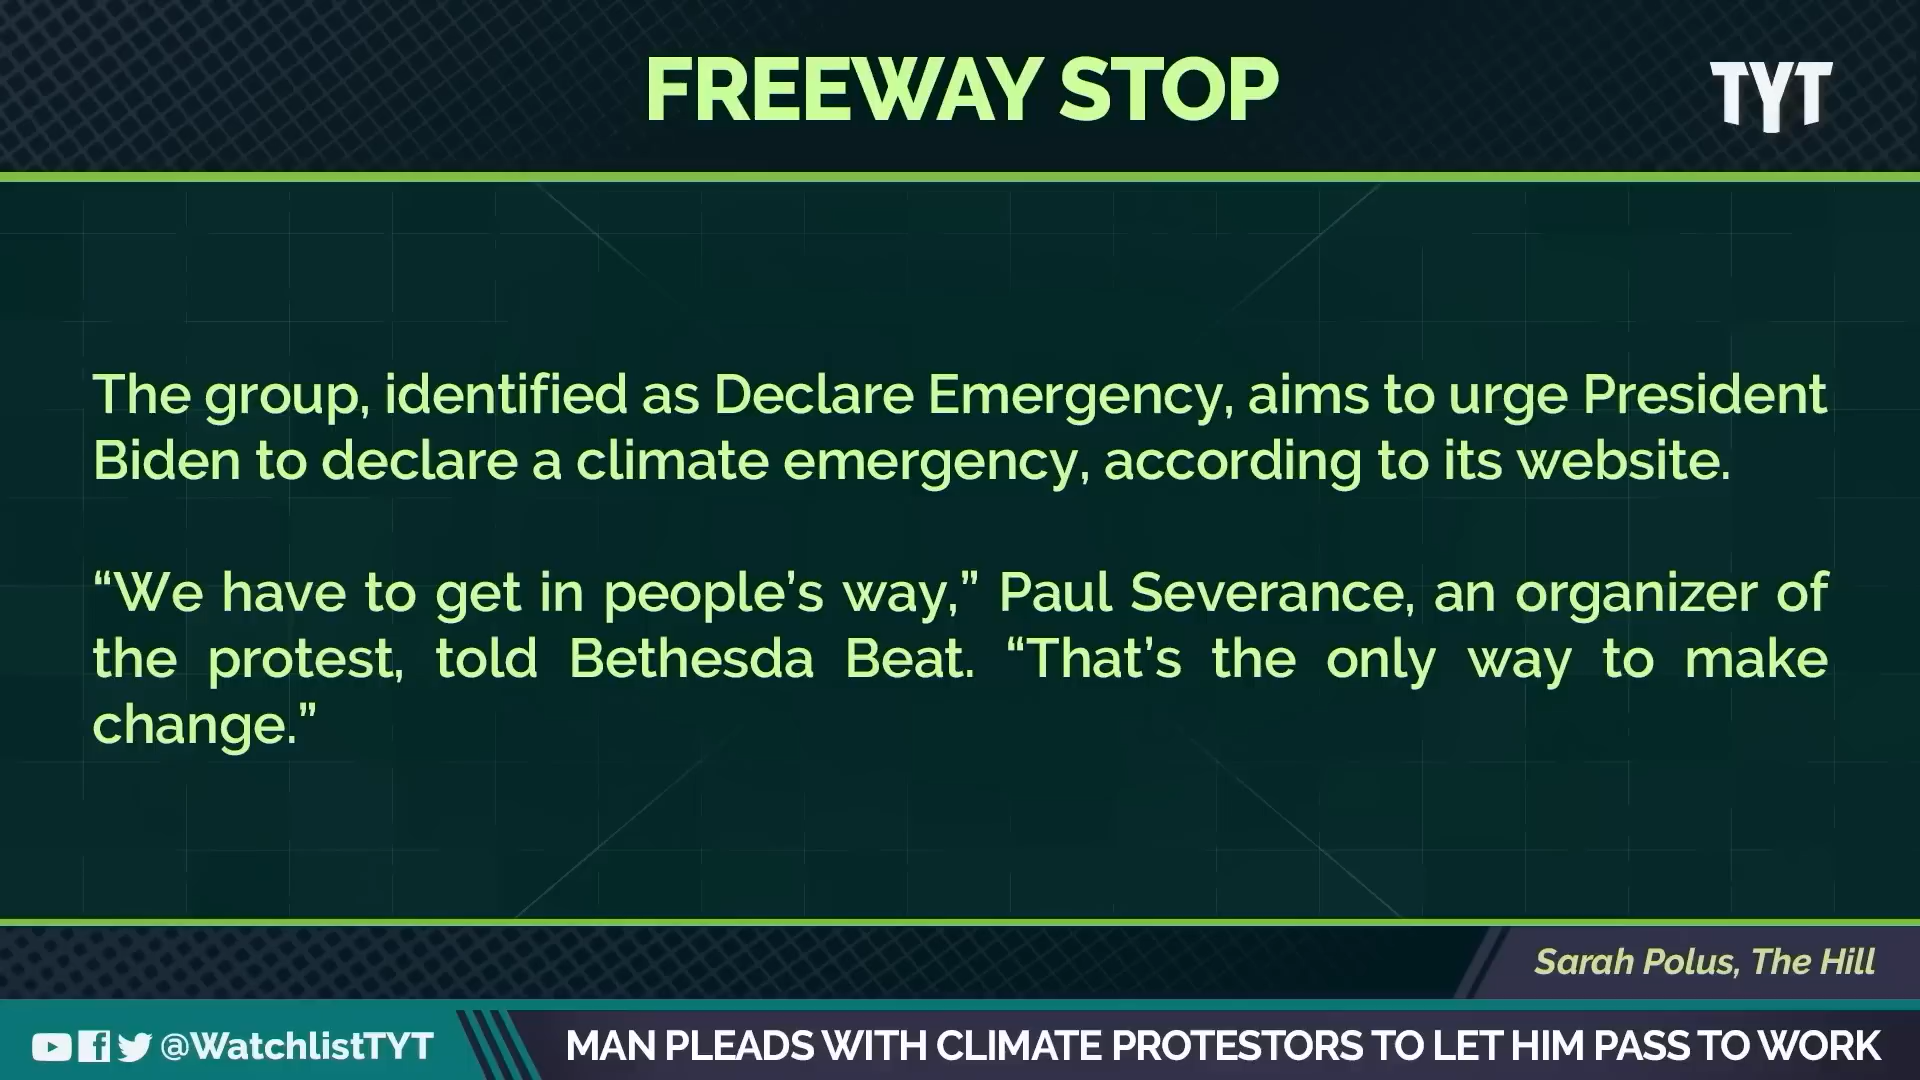 FREEWAY STOP
TYT
The group, identified as Declare Emergency, aims to urge President
Biden to declare a climate emergency, according to its website.
“We have to get in people’s way,” Paul Severance, an organizer of
the protest, told Bethesda Beat. “That’s the only way to make
change.”
Sarah Polus, The Hill
@WatchlistTYT
MAN PLEADS WITH CLIMATE PROTESTORS TO LET HIM PASS TO WORK